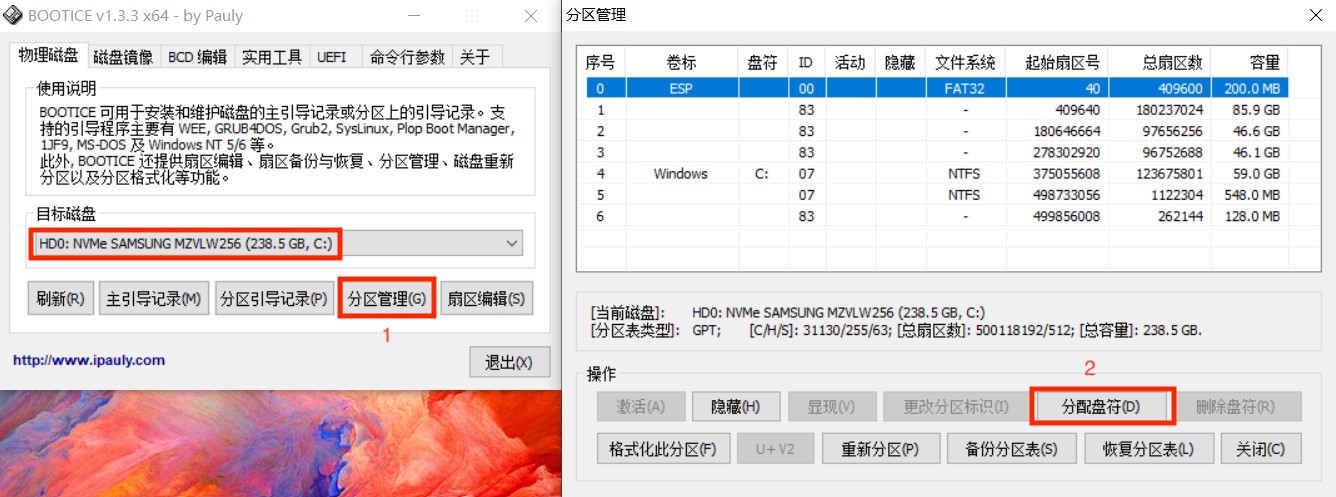 BOOTICE v1.3.3 x64 - by Pauly
物理磁盘 磁盘镜像 BCD 编辑 实用工具 UEFI 命令行参数 关于
使用说明
BOOTICE 可用于安装和维护磁盘的主引导记录或分区上的引导记录。支
持的引导程序主要有 WEE, GRUB4DOS, Grub2, SysLinux, Plop Boot Manager,
1JF9, MS-DOS 及 Windows NT 5/6 等。
此外, BOOTICE 还提供扇区编辑、扇区备份与恢复、分区管理、磁盘重新
分区以及分区格式化等功能。
目标磁盘
HD0: NVMe SAMSUNG MZVLW256 (238.5 GB, C:)
刷新(R) 主引导记录(M) 分区引导记录(P) 分区管理(G) 扇区编辑(S)
1
http://www.ipauly.com 退出(X)
分区管理
序号 卷标 盘符 ID 活动 隐藏 文件系统 起始扇区号 总扇区数 容量
0 ESP 00 FAT32 40 409600 200.0 MB
1 83 - 409640 180237024 85.9 GB
2 83 - 180646664 97656256 46.6 GB
3 83 - 278302920 96752688 46.1 GB
4 Windows C: 07 NTFS 375055608 123675801 59.0 GB
5 07 NTFS 498733056 1122304 548.0 MB
6 83 - 499856008 262144 128.0 MB
[当前磁盘]: HD0: NVMe SAMSUNG MZVLW256 (238.5 GB, C:)
[分区表类型]: GPT; [C/H/S]: 31130/255/63; [总扇区数]: 500118192/512; [总容量]: 238.5 GB.
2
操作
激活(A) 隐藏(H) 显现(V) 更改分区标识(I) 分配盘符(D) 删除盘符(R)
格式化此分区(F) U+ V2 重新分区(P) 备份分区表(S) 恢复分区表(L) 关闭(C)